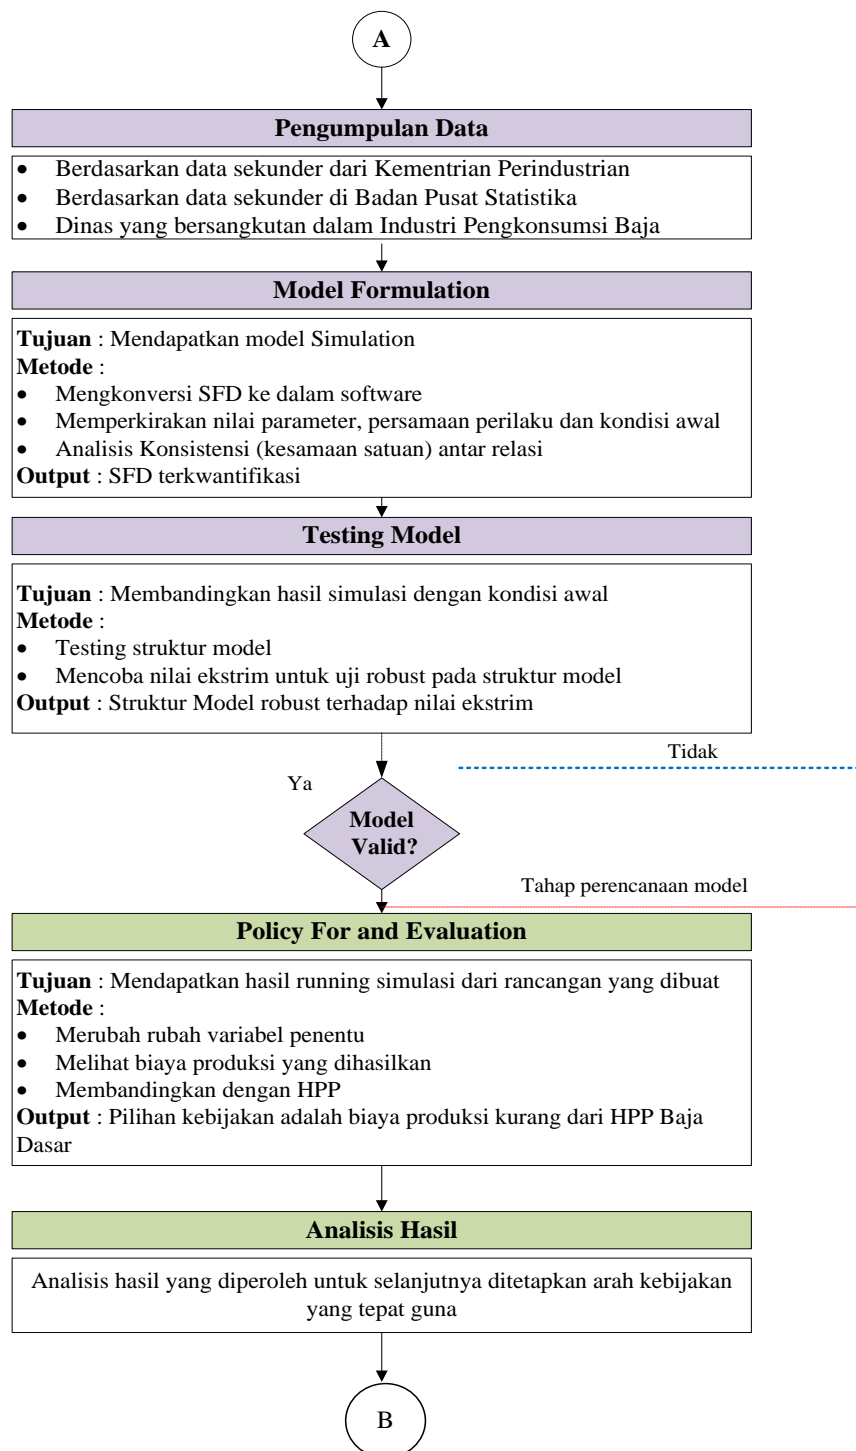 A
Pengumpulan Data
• Berdasarkan data sekunder dari Kementrian Perindustrian
• Berdasarkan data sekunder di Badan Pusat Statistika
• Dinas yang bersangkutan dalam Industri Pengkonsumsi Baja
Model Formulation
Tujuan : Mendapatkan model Simulation
Metode :
• Mengkonversi SFD ke dalam software
• Memperkirakan nilai parameter, persamaan perilaku dan kondisi awal
• Analisis Konsistensi (kesamaan satuan) antar relasi
Output : SFD terkwantifikasi
Testing Model
Tujuan : Membandingkan hasil simulasi dengan kondisi awal
Metode :
• Testing struktur model
• Mencoba nilai ekstrim untuk uji robust pada struktur model
Output : Struktur Model robust terhadap nilai ekstrim
Tidak
Ya
Model
Valid?
Tahap perencanaan model
Policy For and Evaluation
Tujuan : Mendapatkan hasil running simulasi dari rancangan yang dibuat
Metode :
• Merubah rubah variabel penentu
• Melihat biaya produksi yang dihasilkan
• Membandingkan dengan HPP
Output : Pilihan kebijakan adalah biaya produksi kurang dari HPP Baja
Dasar
Analisis Hasil
Analisis hasil yang diperoleh untuk selanjutnya ditetapkan arah kebijakan
yang tepat guna
B